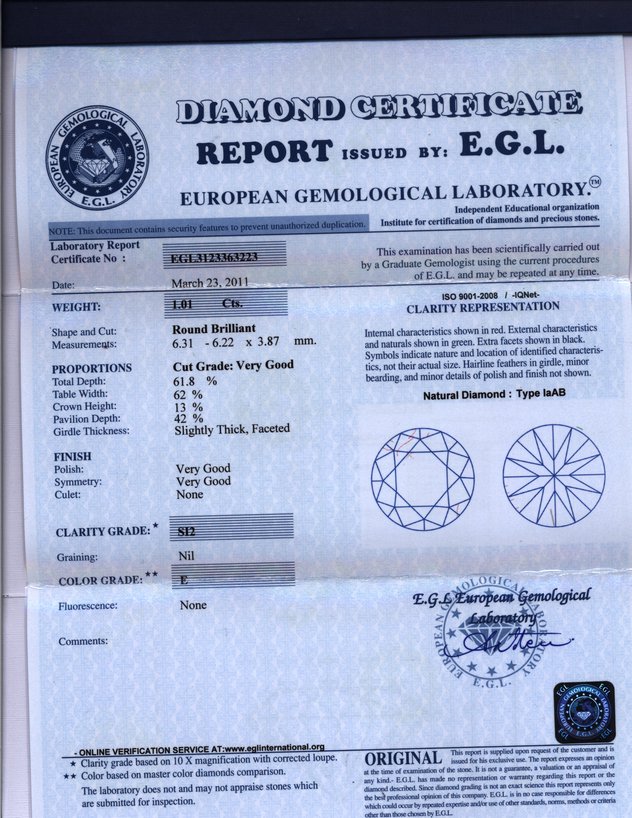 DIAMOND CERTIFICATE
REPORT ISSUED BY: E.G.L.
EUROPEAN GEMOLOGICAL LABORATORY.™
EUROPEAN GEMOLOGICAL LABORATORY
E.G.L.
Independent Educational organization
Institute for certification of diamonds and precious stones.
NOTE: This document contains security features to prevent unauthorized duplication.
Laboratory Report
Certificate No : EGL3123363223
Date: March 23, 2011
WEIGHT: 1.01 Cts.
Shape and Cut: Round Brilliant
Measurements: 6.31 - 6.22 x 3.87 mm.
PROPORTIONS Cut Grade: Very Good
Total Depth: 61.8 %
Table Width: 62 %
Crown Height: 13 %
Pavilion Depth: 42 %
Girdle Thickness: Slightly Thick, Faceted
FINISH
Polish: Very Good
Symmetry: Very Good
Culet: None
CLARITY GRADE:* SI2
Graining: Nil
COLOR GRADE:** E
Fluorescence: None
Comments:
This examination has been scientifically carried out
by a Graduate Gemologist using the current procedures
of E.G.L. and may be repeated at any time.
ISO 9001-2008 / -IQNet-
CLARITY REPRESENTATION
Internal characteristics shown in red. External characteristics
and naturals shown in green. Extra facets shown in black.
Symbols indicate nature and location of identified characteris-
tics, not their actual size. Hairline feathers in girdle, minor
bearding, and minor details of polish and finish not shown.
Natural Diamond : Type IaAB
E.G.L European Gemological
Laboratory
EUROPEAN GEMOLOGICAL LABORATORY
E.G.L.
EGL EGL
EGL EGL
- ONLINE VERIFICATION SERVICE AT:www.eglinternational.org
★ Clarity grade based on 10 X magnification with corrected loupe.
★★ Color based on master color diamonds comparison.
The laboratory does not and may not appraise stones which
are submitted for inspection.
ORIGINAL This report is supplied upon request of the customer and is
issued for his exclusive use. The report expresses an opinion
at the time of examination of the stone. It is not a guarantee, a valuation or an appraisal of
any kind.- E.G.L. has made no representation or warranty regarding this report or the
diamond described. Since diamond grading is not an exact science this report represents only
the best professional opinion of this company. E.G.L. is in no case responsible for differences
which could occur by repeated expertise and/or use of other standards, norms, methods or criteria
other than those chosen by E.G.L.